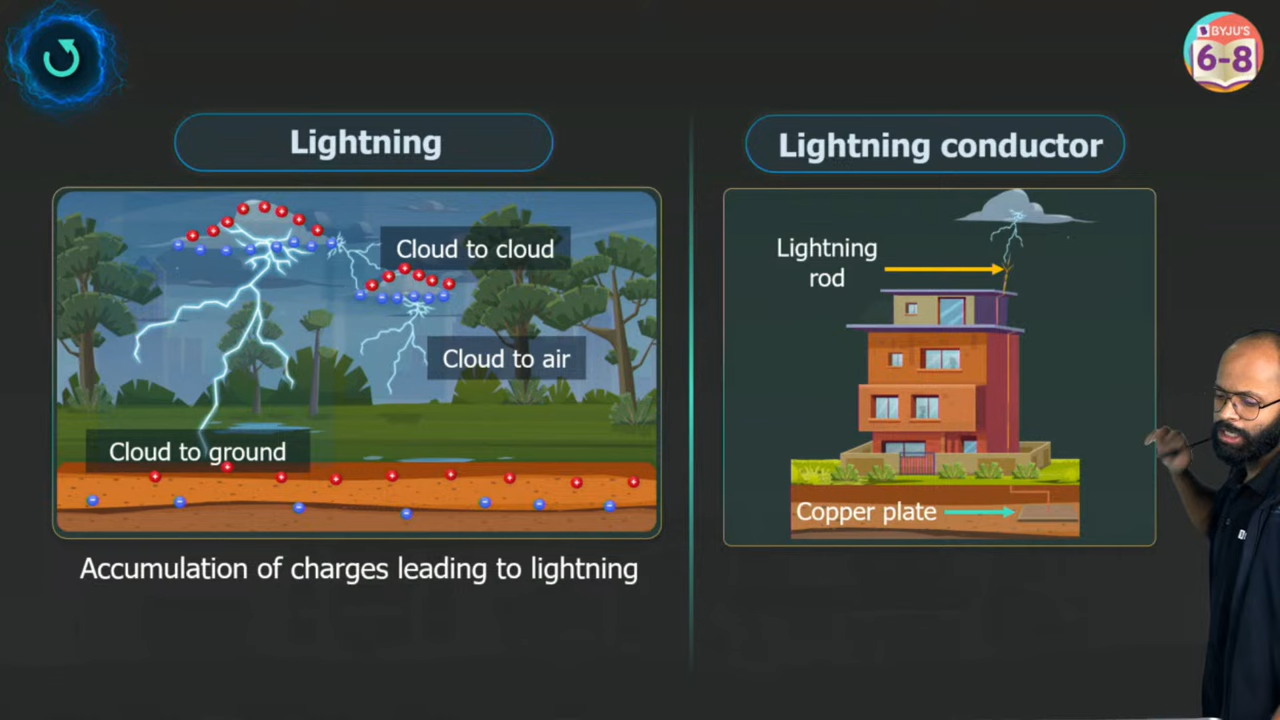 BYJU'S
6-8
Lightning
Cloud to cloud
Cloud to air
Cloud to ground
Accumulation of charges leading to lightning
Lightning conductor
Lightning
rod
Copper plate